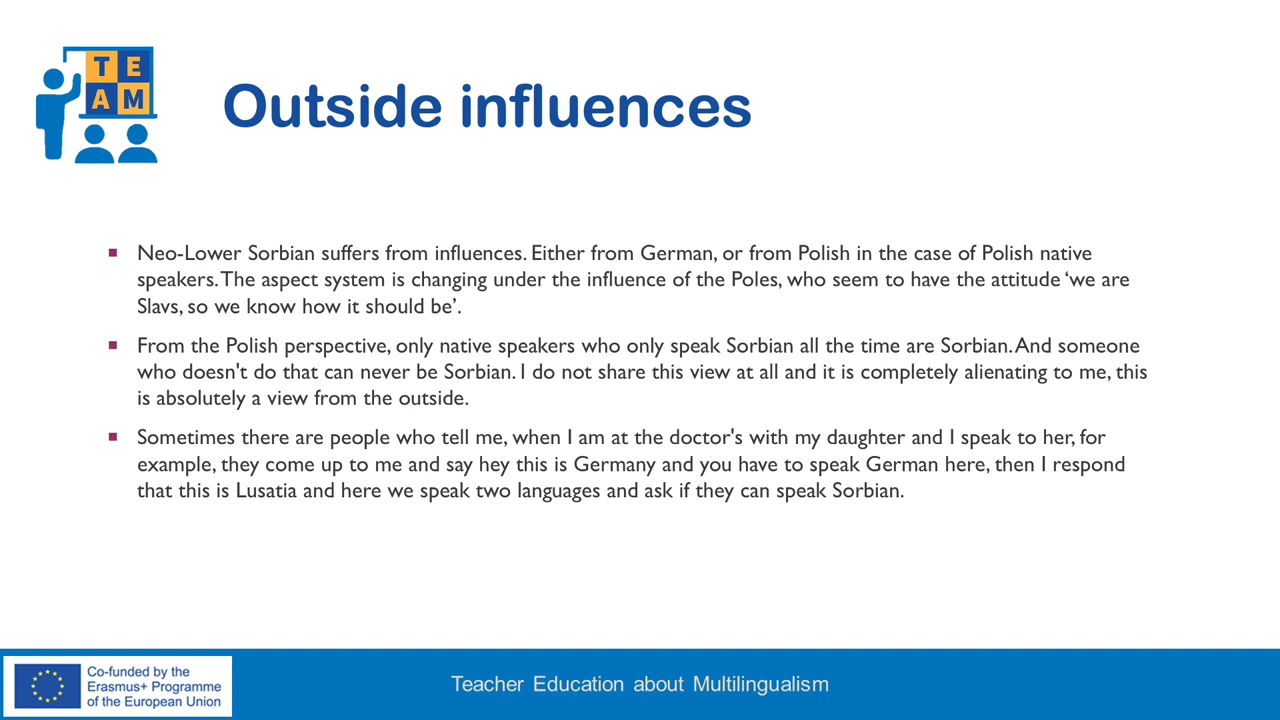 T E
A M
Outside influences
Neo-Lower Sorbian suffers from influences. Either from German, or from Polish in the case of Polish native
speakers. The aspect system is changing under the influence of the Poles, who seem to have the attitude ‘we are
Slavs, so we know how it should be’.
From the Polish perspective, only native speakers who only speak Sorbian all the time are Sorbian. And someone
who doesn't do that can never be Sorbian. I do not share this view at all and it is completely alienating to me, this
is absolutely a view from the outside.
Sometimes there are people who tell me, when I am at the doctor's with my daughter and I speak to her, for
example, they come up to me and say hey this is Germany and you have to speak German here, then I respond
that this is Lusatia and here we speak two languages and ask if they can speak Sorbian.
Co-funded by the
Erasmus+ Programme
of the European Union
Teacher Education about Multilingualism